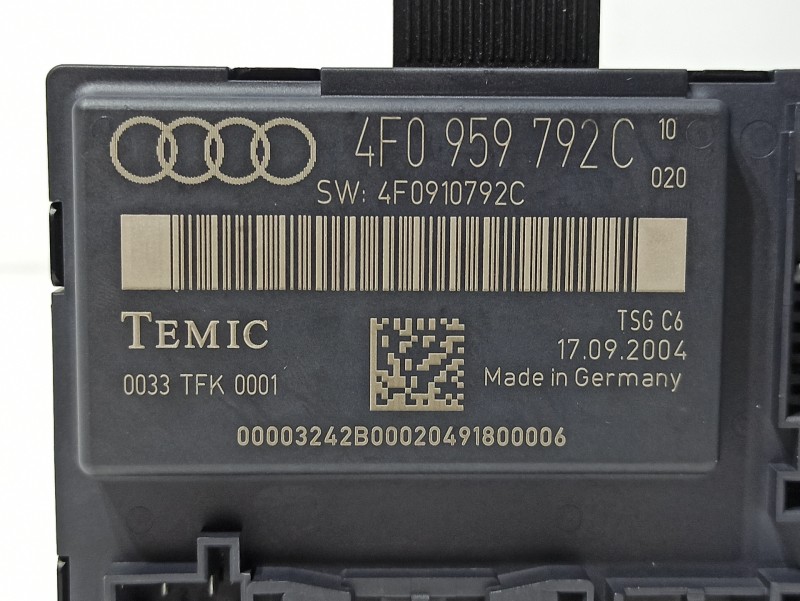 4F0 959 792C 10
020
SW: 4F0910792C
TEMIC
TSG C6
17.09.2004
0033 TFK 0001
Made in Germany
00003242B00020491800006